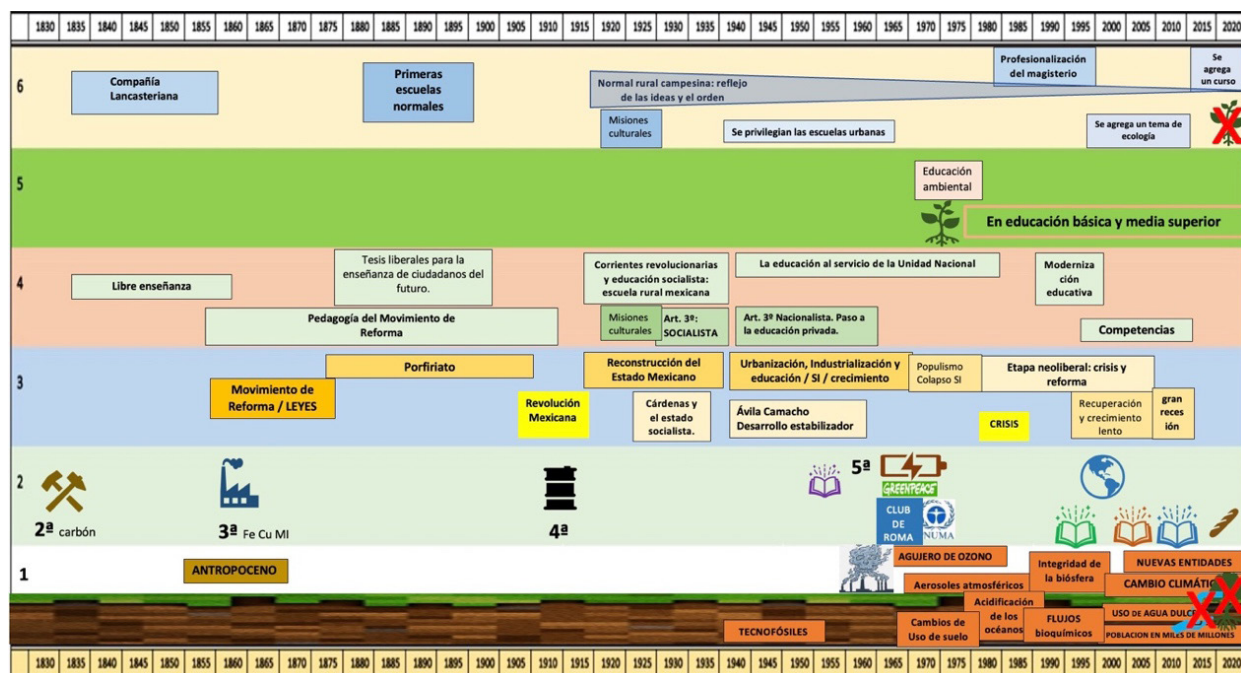 1830 1835 1840 1845 1850 1855 1860 1865 1870 1875 1880 1885 1890 1895 1900 1905 1910 1915 1920 1925 1930 1935 1940 1945 1950 1955 1960 1965 1970 1975 1980 1985 1990 1995 2000 2005 2010 2015 2020
6
Compañía
Lancasteriana
Primeras
escuelas
normales
Normal rural campesina: reflejo
de las ideas y el orden
Misiones
culturales
Se privilegian las escuelas urbanas
Profesionalización
del magisterio
Se agrega un tema de
ecología
Se
agrega
un curso
X
5
Educación
ambiental
En educación básica y media superior
4
Libre enseñanza
Tesis liberales para la
enseñanza de ciudadanos del
futuro.
Pedagogía del Movimiento de
Reforma
Corrientes revolucionarias
y educación socialista:
escuela rural mexicana
Misiones
culturales
Art. 3º:
SOCIALISTA
La educación al servicio de la Unidad Nacional
Art. 3º Nacionalista. Paso a
la educación privada.
Moderniza
ción
educativa
Competencias
3
Movimiento de
Reforma / LEYES
Porfiriato
Revolución
Mexicana
Reconstrucción del
Estado Mexicano
Cárdenas y
el estado
socialista.
Urbanización, Industrialización y
educación / SI / crecimiento
Ávila Camacho
Desarrollo estabilizador
Populismo
Colapso SI
Etapa neoliberal: crisis y
reforma
CRISIS
Recuperación
y crecimiento
lento
gran
reces
ión
2
2ª carbón
3ª Fe Cu MI
4ª
5ª
GREENPEACE
CLUB
DE
ROMA
NUMA
1
ANTROPOCENO
AGUJERO DE OZONO
Aerosoles atmosféricos
Integridad de
la biósfera
NUEVAS ENTIDADES
CAMBIO CLIMÁTIC
TECNOFÓSILES
Cambios de
Uso de suelo
Acidificación
de los
océanos
FLUJOS
bioquímicos
USO DE AGUA DULCE
POBLACION EN MILES DE MILLONES
X X
1830 1835 1840 1845 1850 1855 1860 1865 1870 1875 1880 1885 1890 1895 1900 1905 1910 1915 1920 1925 1930 1935 1940 1945 1950 1955 1960 1965 1970 1975 1980 1985 1990 1995 2000 2005 2010 2015 2020